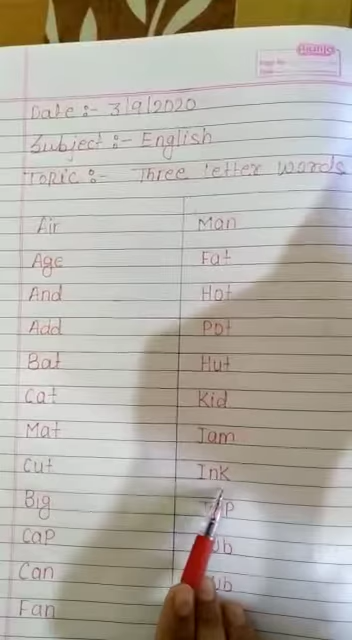 Date :- 3/9/2020
Subject :- English
Topic :- Three letter words
Air
Age
And
Add
Bat
Cat
Mat
Cut
Big
Cap
Can
Fan
Man
Fat
Hot
Pot
Hut
Kid
Jam
Ink